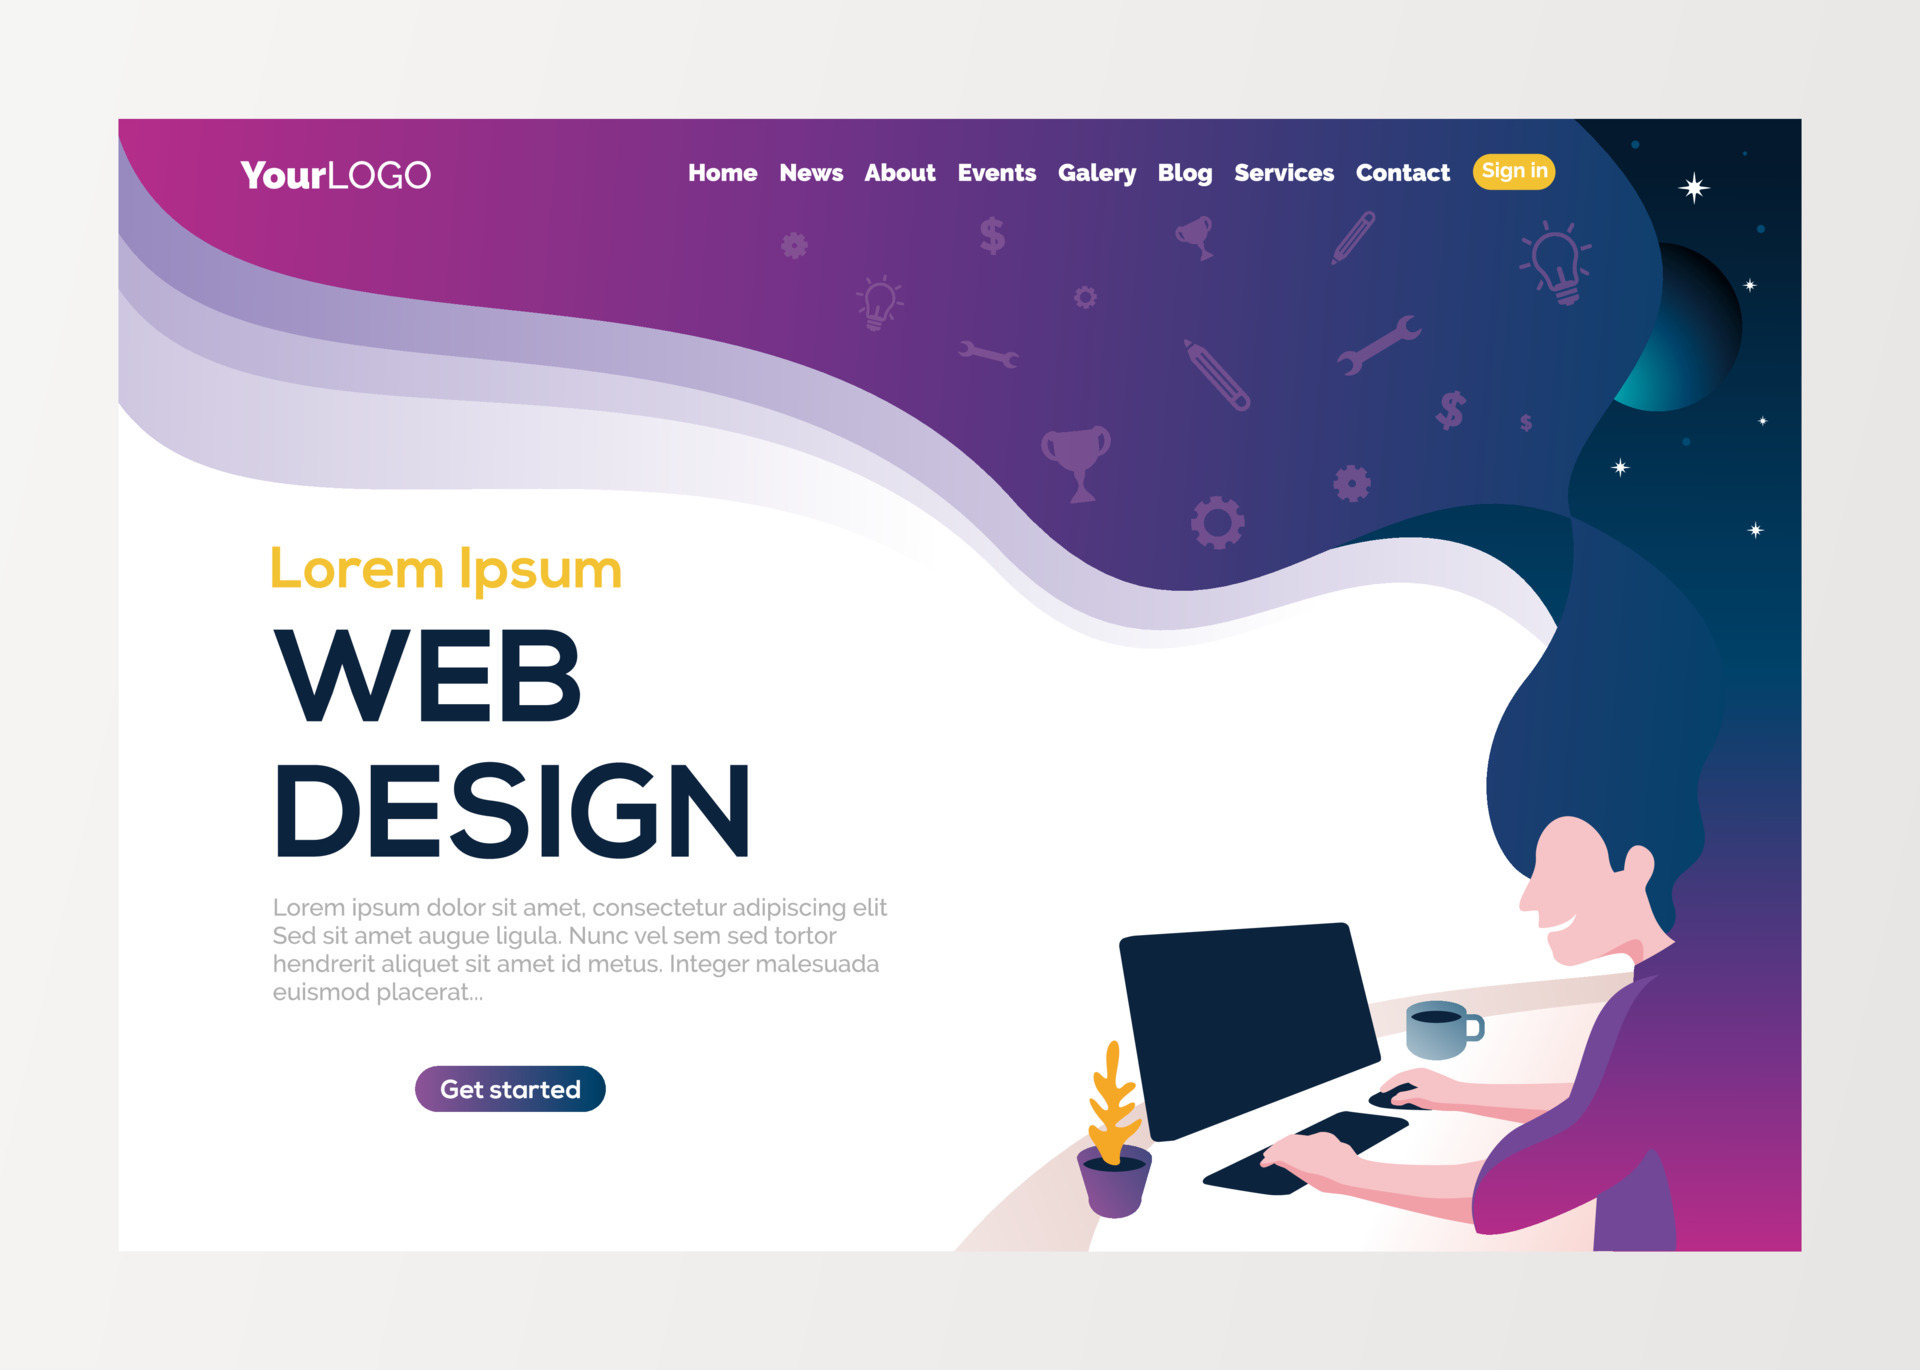 YourLOGO
Home News About Events Galery Blog Services Contact Sign in
Lorem Ipsum
WEB
DESIGN
Lorem ipsum dolor sit amet, consectetur adipiscing elit
Sed sit amet augue ligula. Nunc vel sem sed tortor
hendrerit aliquet sit amet id metus. Integer malesuada
euismod placerat...
Get started